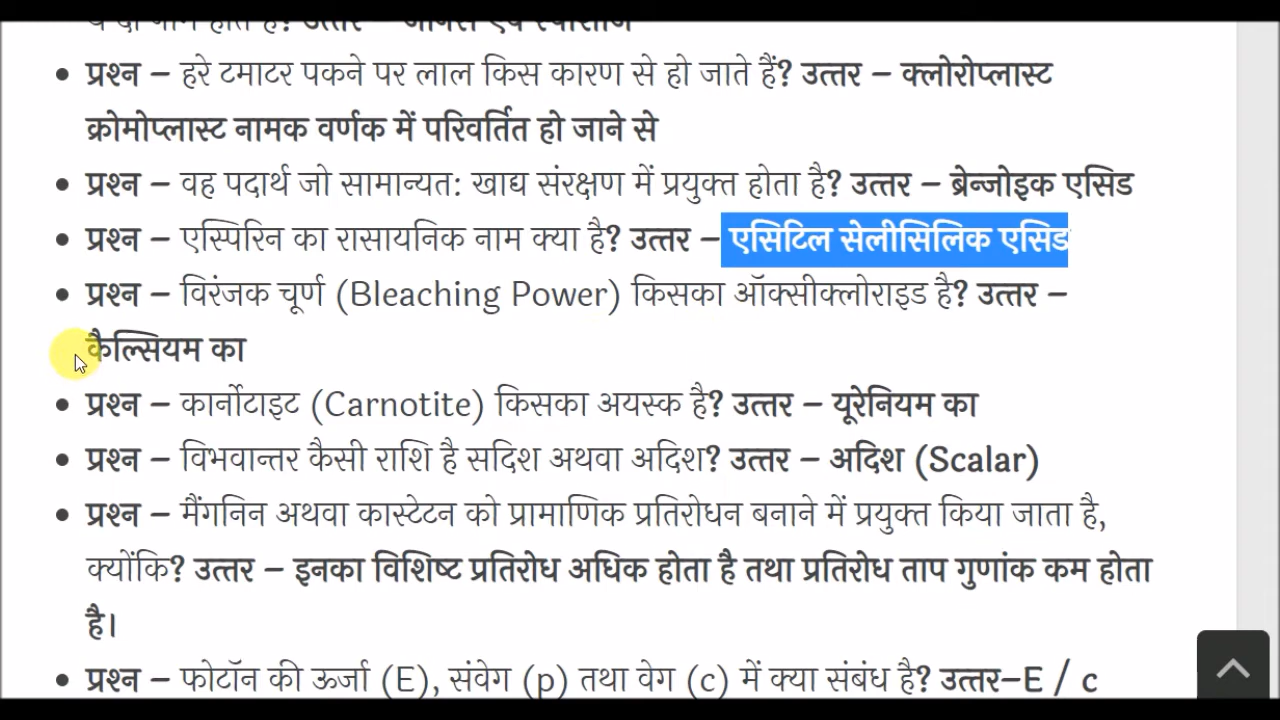 उत्तर –
प्रश्न – हरे टमाटर पकने पर लाल किस कारण से हो जाते हैं? उत्तर – क्लोरोप्लास्ट
क्रोमोप्लास्ट नामक वर्णक में परिवर्तित हो जाने से
प्रश्न – वह पदार्थ जो सामान्यत: खाद्य संरक्षण में प्रयुक्त होता है? उत्तर – ब्रेन्जोइक एसिड
प्रश्न – एस्पिरिन का रासायनिक नाम क्या है? उत्तर – एसिटिल सेलीसिलिक एसिड
प्रश्न – विरंजक चूर्ण (Bleaching Power) किसका ऑक्सीक्लोराइड है? उत्तर –
कैल्सियम का
प्रश्न – कार्नोटाइट (Carnotite) किसका अयस्क है? उत्तर – यूरेनियम का
प्रश्न – विभवान्तर कैसी राशि है सदिश अथवा अदिश? उत्तर – अदिश (Scalar)
प्रश्न – मैंगनिन अथवा कास्टेटन को प्रामाणिक प्रतिरोधन बनाने में प्रयुक्त किया जाता है,
क्योंकि? उत्तर – इनका विशिष्ट प्रतिरोध अधिक होता है तथा प्रतिरोध ताप गुणांक कम होता
है।
प्रश्न – फोटॉन की ऊर्जा (E), संवेग (p) तथा वेग (c) में क्या संबंध है? उत्तर–E / c